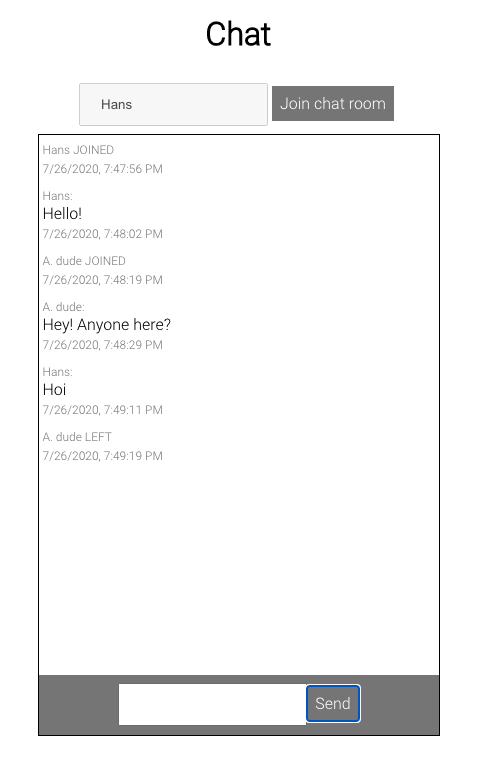 Chat
Hans
Join chat room
Hans JOINED
7/26/2020, 7:47:56 PM
Hans:
Hello!
7/26/2020, 7:48:02 PM
A. dude JOINED
7/26/2020, 7:48:19 PM
A. dude:
Hey! Anyone here?
7/26/2020, 7:48:29 PM
Hans:
Hoi
7/26/2020, 7:49:11 PM
A. dude LEFT
7/26/2020, 7:49:19 PM
Send